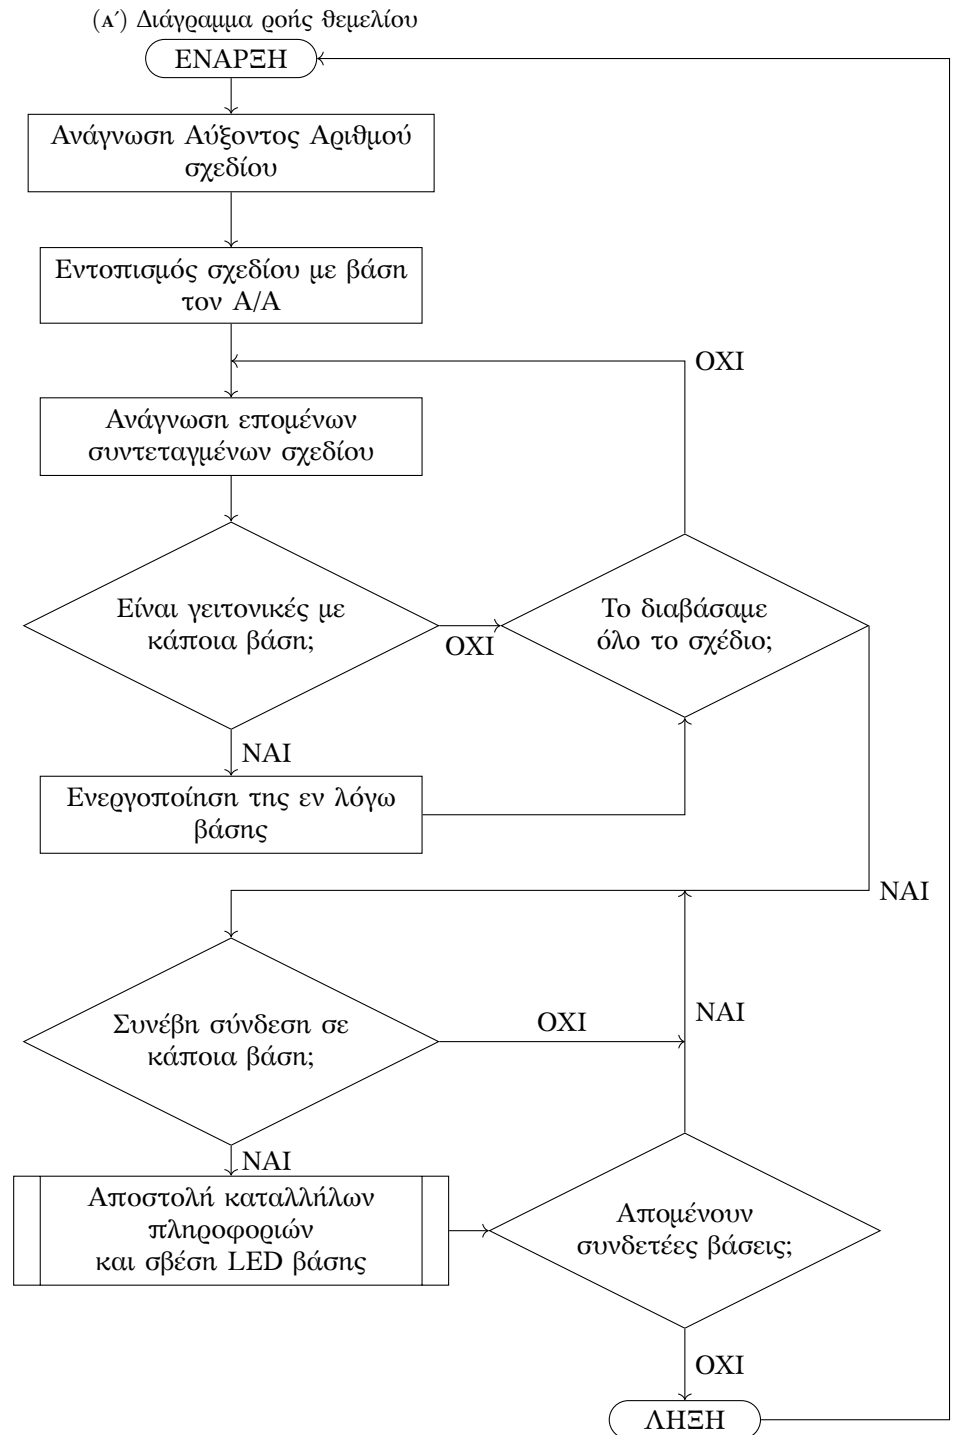 (Α΄) Διάγραμμα ροής θεμελίου
ΕΝΑΡΞΗ
Ανάγνωση Αύξοντος Αριθμού
σχεδίου
Εντοπισμός σχεδίου με βάση
τον Α/Α
ΟΧΙ
Ανάγνωση επομένων
συντεταγμένων σχεδίου
Είναι γειτονικές με
κάποια βάση;
ΟΧΙ
Το διαβάσαμε
όλο το σχέδιο;
ΝΑΙ
Ενεργοποίηση της εν λόγω
βάσης
ΝΑΙ
Συνέβη σύνδεση σε
κάποια βάση;
ΟΧΙ
ΝΑΙ
ΝΑΙ
Αποστολή καταλλήλων
πληροφοριών
και σβέση LED βάσης
Απομένουν
συνδετέες βάσεις;
ΟΧΙ
ΛΗΞΗ